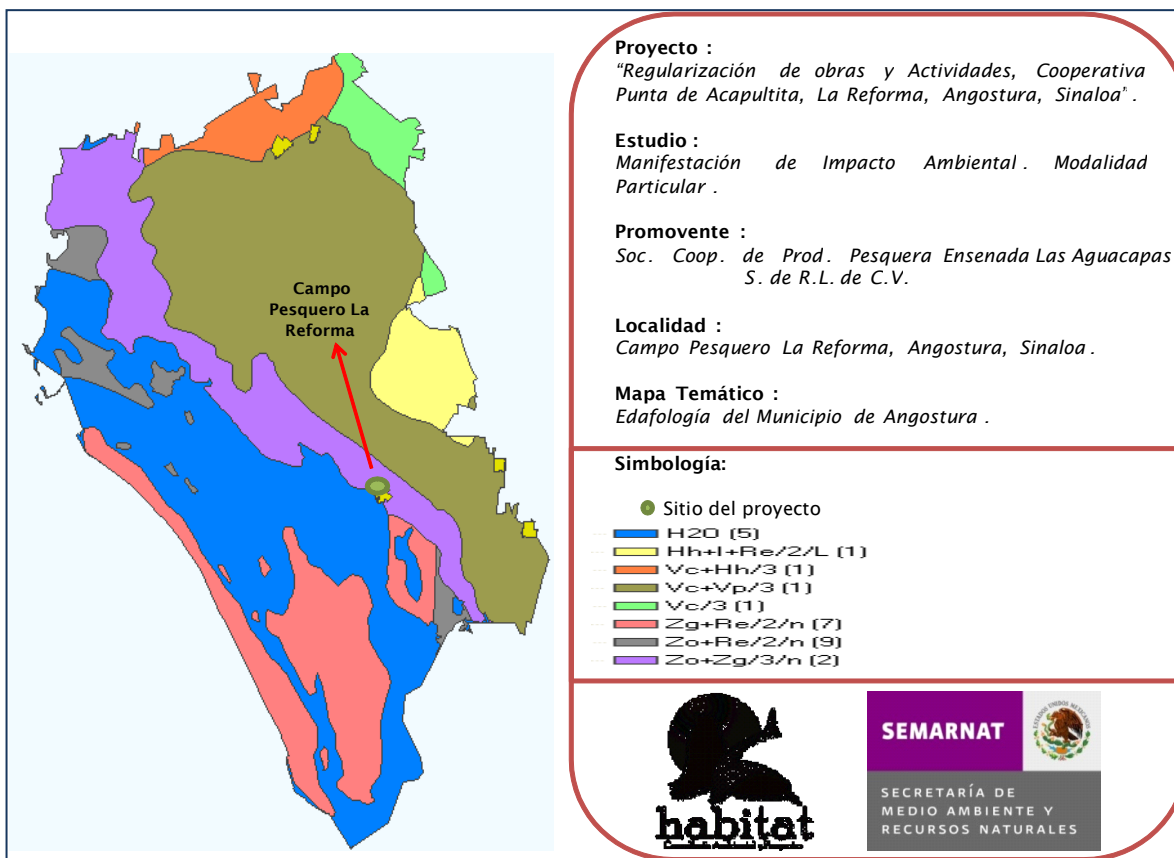 Campo
Pesquero La
Reforma
Proyecto :
“Regularización de obras y Actividades, Cooperativa
Punta de Acapultita, La Reforma, Angostura, Sinaloa” .
Estudio :
Manifestación de Impacto Ambiental . Modalidad
Particular .
Promovente :
Soc. Coop. de Prod. Pesquera Ensenada Las Aguacapas
S. de R.L. de C.V.
Localidad :
Campo Pesquero La Reforma, Angostura, Sinaloa .
Mapa Temático :
Edafología del Municipio de Angostura .
Simbología:
Sitio del proyecto
H2O (5)
Hh+I+Re/2/L (1)
Vc+Hh/3 (1)
Vc+Vp/3 (1)
Vc/3 (1)
Zg+Re/2/n (7)
Zo+Re/2/n (9)
Zo+Zg/3/n (2)
habitat
SEMARNAT
ESTADOS UNIDOS MEXICANOS
SECRETARÍA DE
MEDIO AMBIENTE Y
RECURSOS NATURALES